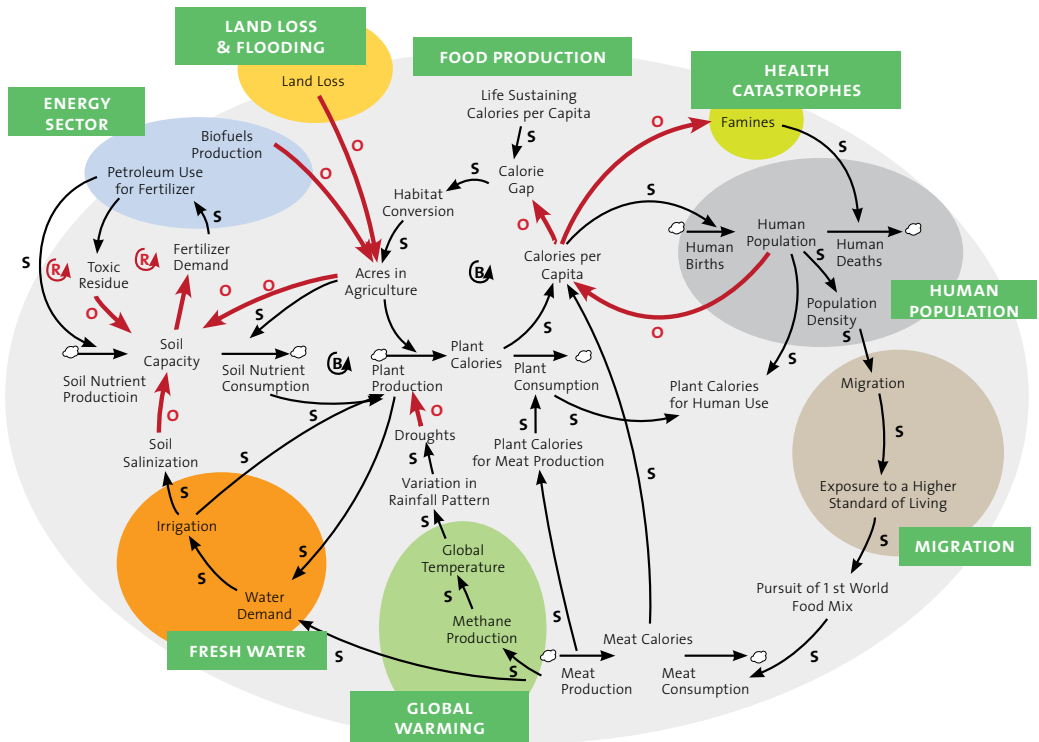 LAND LOSS
& FLOODING
Land Loss
FOOD PRODUCTION
HEALTH
CATASTROPHES
Famines
ENERGY
SECTOR
Biofuels
Production
Petroleum Use
for Fertilizer
Life Sustaining
Calories per Capita
S
Calorie
Gap
S
Habitat
Conversion
S
O
O
O
O
S
S
S
Human
Births
Human
Population
Human
Deaths
S
Population
Density
S
HUMAN
POPULATION
S
R
Toxic
Residue
O
R
Fertilizer
Demand
S
O
O
Acres in
Agriculture
S
B
Calories per
Capita
O
S
Soil Nutrient
Productioin
Soil
Capacity
Soil Nutrient
Consumption
B
Plant
Production
Plant
Calories
S
Plant
Consumption
S
Plant Calories
for Human Use
Migration
S
O
Soil
Salinization
S
S
O
Droughts
S
Variation in
Rainfall Pattern
S
S
Plant Calories
for Meat Production
S
Exposure to a Higher
Standard of Living
S
MIGRATION
Irrigation
S
S
Water
Demand
FRESH WATER
S
Global
Temperature
S
Methane
Production
S
S
GLOBAL
WARMING
Meat
Production
Meat Calories
Meat
Consumption
Pursuit of 1 st World
Food Mix
S